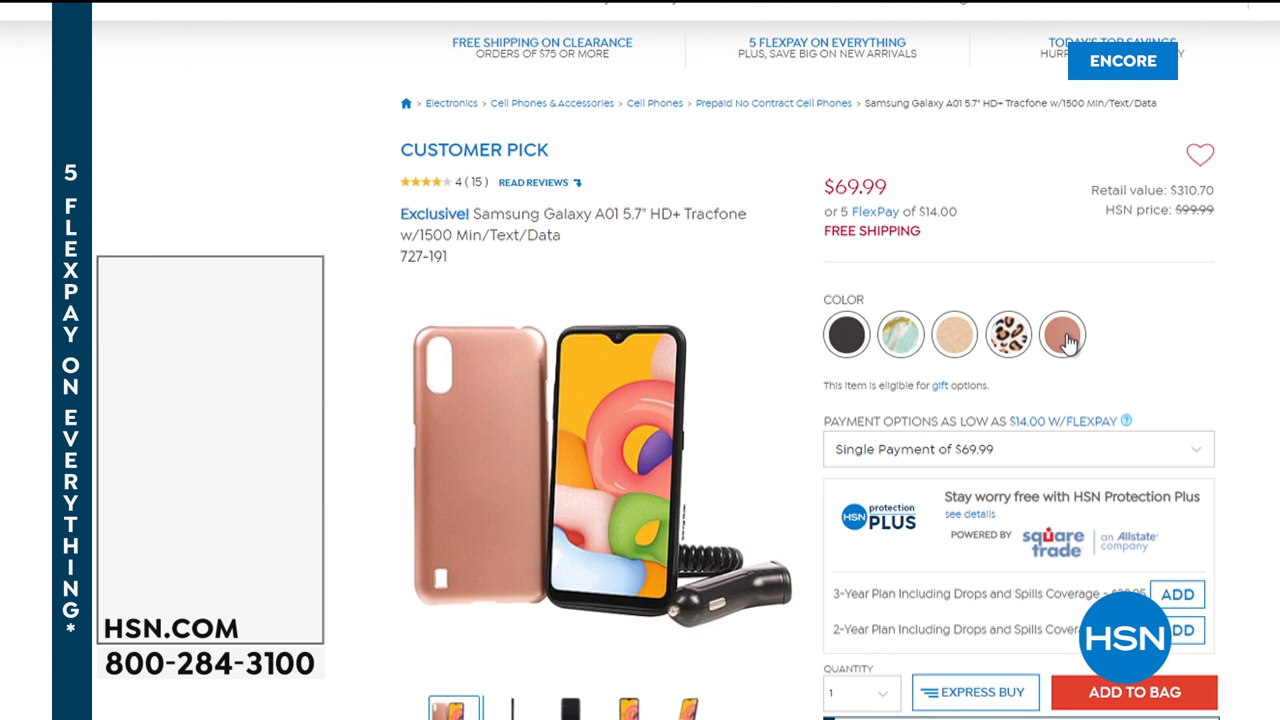 FREE SHIPPING ON CLEARANCE
ORDERS OF $75 OR MORE
5 FLEXPAY ON EVERYTHING
PLUS, SAVE BIG ON NEW ARRIVALS
TODAY'S TOP SAVINGS
ENCORE
Electronics > Cell Phones & Accessories > Cell Phones > Prepaid No Contract Cell Phones > Samsung Galaxy A01 5.7" HD+ Tracfone w/1500 Min/Text/Data
CUSTOMER PICK
4 ( 15 ) READ REVIEWS
Exclusive! Samsung Galaxy A01 5.7" HD+ Tracfone
w/1500 Min/Text/Data
727-191
$69.99
or 5 FlexPay of $14.00
FREE SHIPPING
Retail value: $310.70
HSN price: $99.99
COLOR
This item is eligible for gift options.
PAYMENT OPTIONS AS LOW AS $14.00 W/FLEXPAY ?
Single Payment of $69.99
HSN protection PLUS
Stay worry free with HSN Protection Plus
see details
POWERED BY square trade an Allstate company
3-Year Plan Including Drops and Spills Coverage -
ADD
2-Year Plan Including Drops and Spills
QUANTITY
1
EXPRESS BUY
ADD TO BAG
HSN
5 FLEXPAY ON EVERYTHING*
HSN.COM
800-284-3100